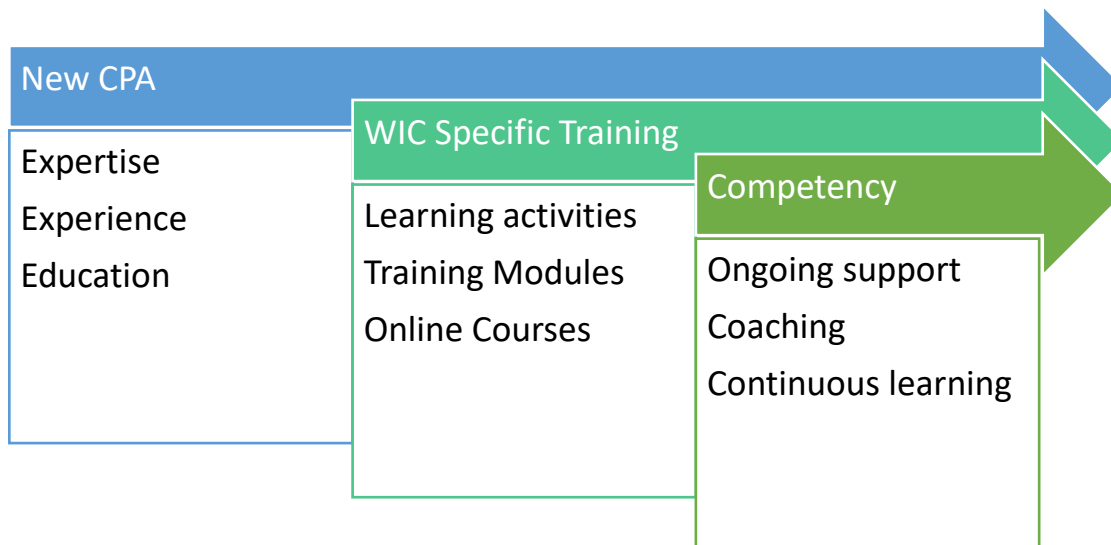 New CPA
Expertise
Experience
Education
WIC Specific Training
Learning activities
Training Modules
Online Courses
Competency
Ongoing support
Coaching
Continuous learning